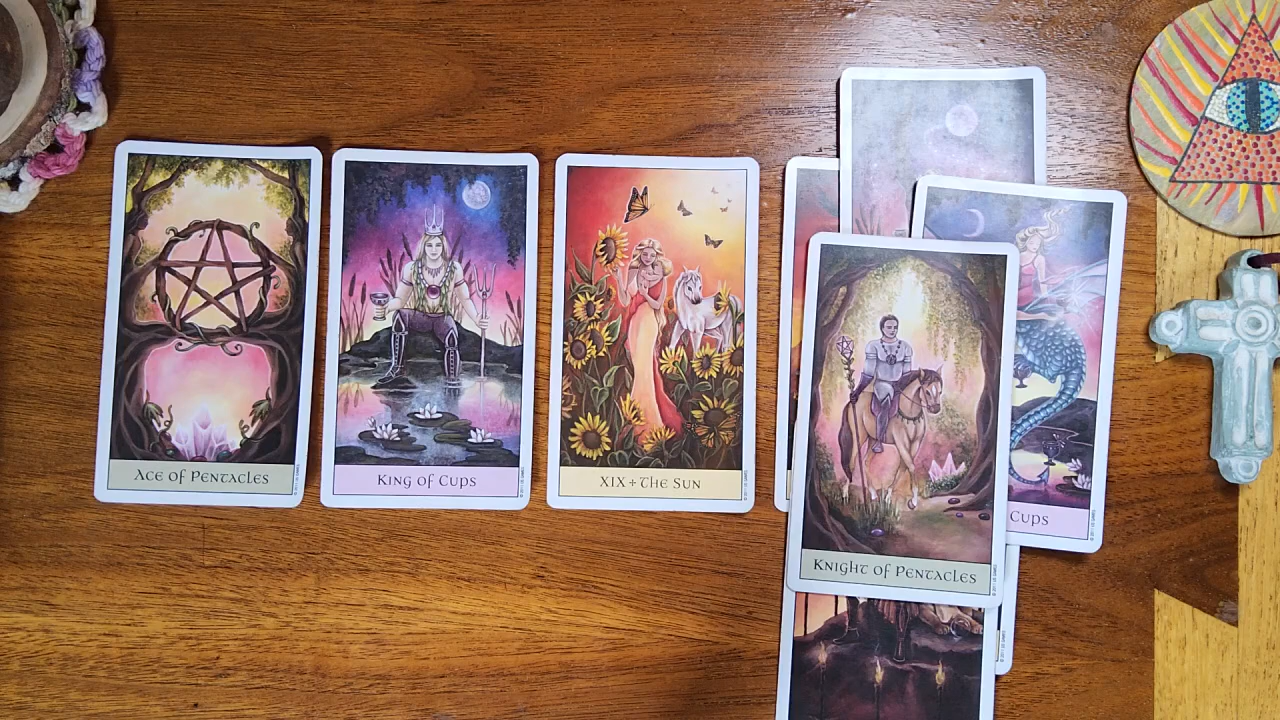 Ace of Pentacles
King of Cups
XIX + The Sun
Cups
Knight of Pentacles